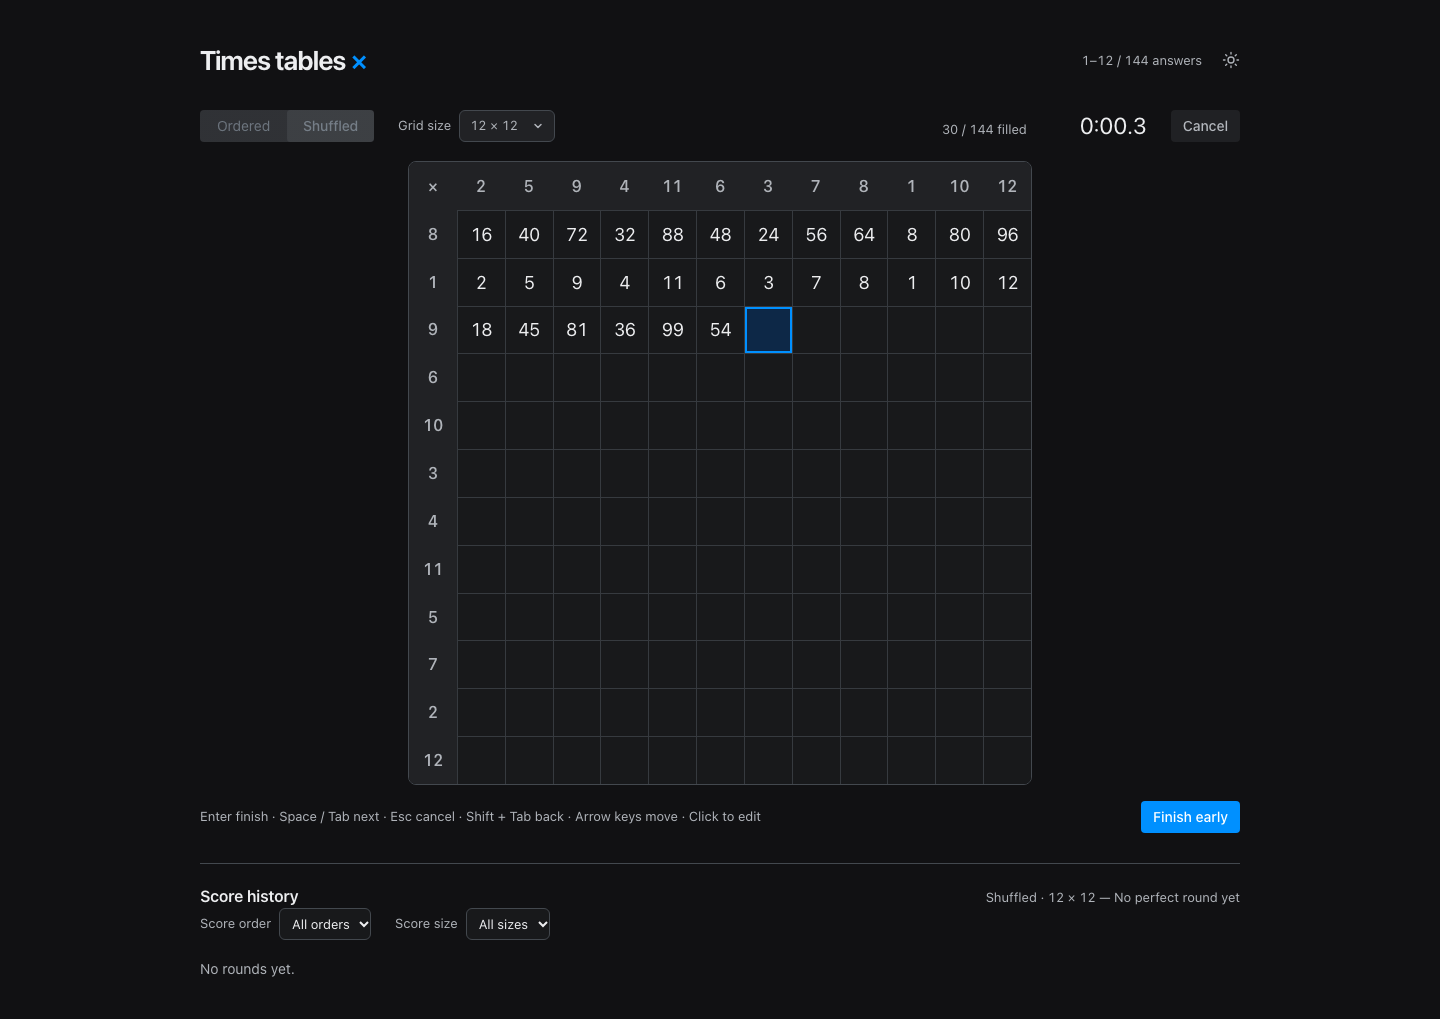 Times tables ×
1–12 / 144 answers
Ordered Shuffled Grid size 12 × 12 30 / 144 filled 0:00.3 Cancel
× 2 5 9 4 11 6 3 7 8 1 10 12
8 16 40 72 32 88 48 24 56 64 8 80 96
1 2 5 9 4 11 6 3 7 8 1 10 12
9 18 45 81 36 99 54
6
10
3
4
11
5
7
2
12
Enter finish · Space / Tab next · Esc cancel · Shift + Tab back · Arrow keys move · Click to edit
Finish early
Score history
Shuffled · 12 × 12 — No perfect round yet
Score order All orders Score size All sizes
No rounds yet.